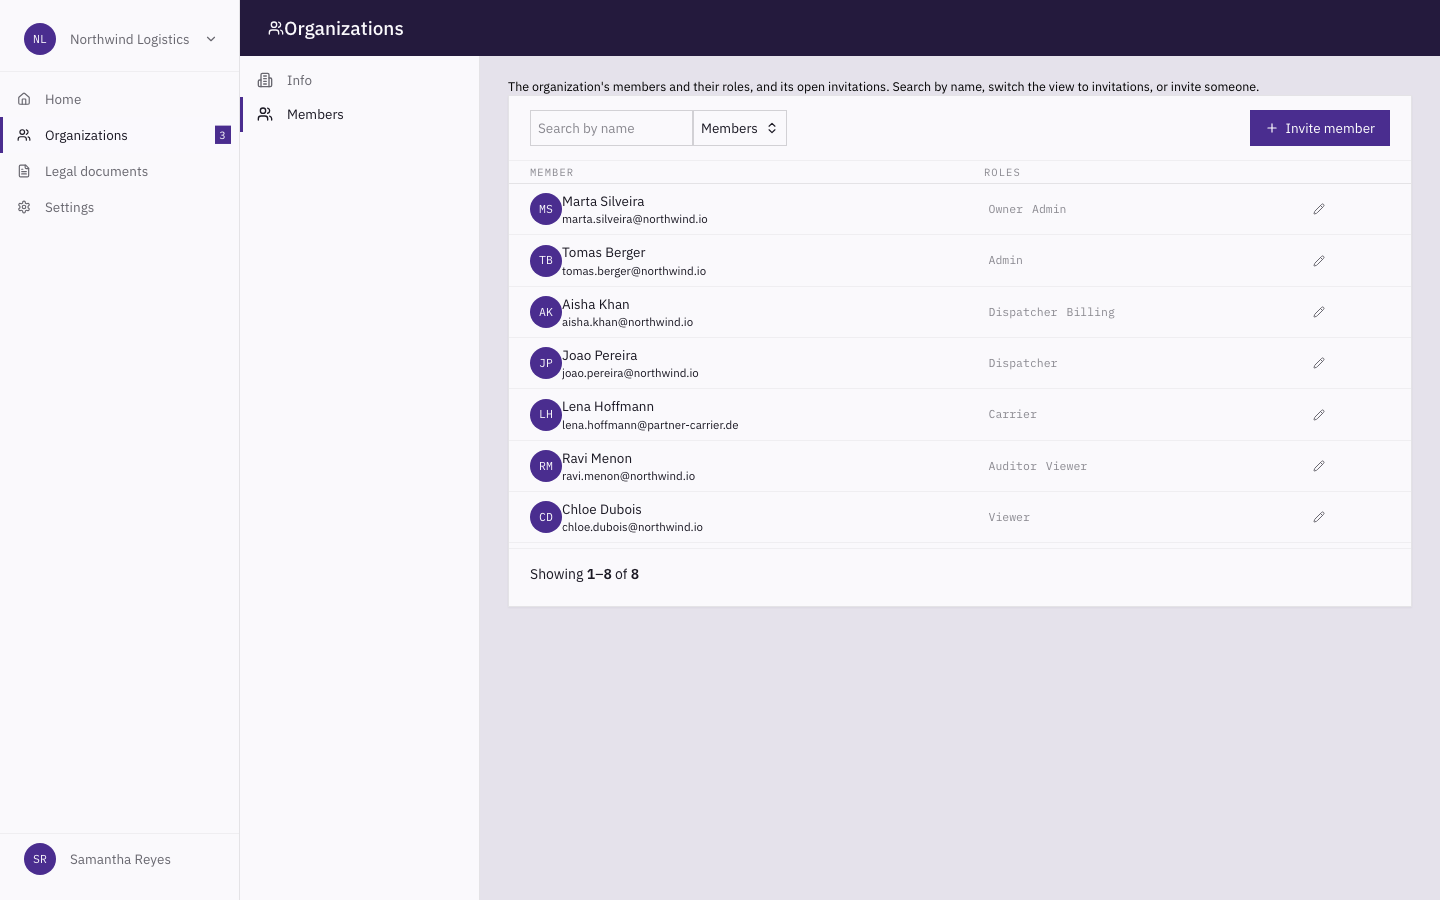 NL
Northwind Logistics
Home
Organizations
3
Legal documents
Settings
SR
Samantha Reyes
Organizations
Info
Members
The organization's members and their roles, and its open invitations. Search by name, switch the view to invitations, or invite someone.
Search by name
Members
Invite member
MEMBER ROLES
MS Marta Silveira
marta.silveira@northwind.io
Owner Admin
TB Tomas Berger
tomas.berger@northwind.io
Admin
AK Aisha Khan
aisha.khan@northwind.io
Dispatcher Billing
JP Joao Pereira
joao.pereira@northwind.io
Dispatcher
LH Lena Hoffmann
lena.hoffmann@partner-carrier.de
Carrier
RM Ravi Menon
ravi.menon@northwind.io
Auditor Viewer
CD Chloe Dubois
chloe.dubois@northwind.io
Viewer
Showing 1–8 of 8